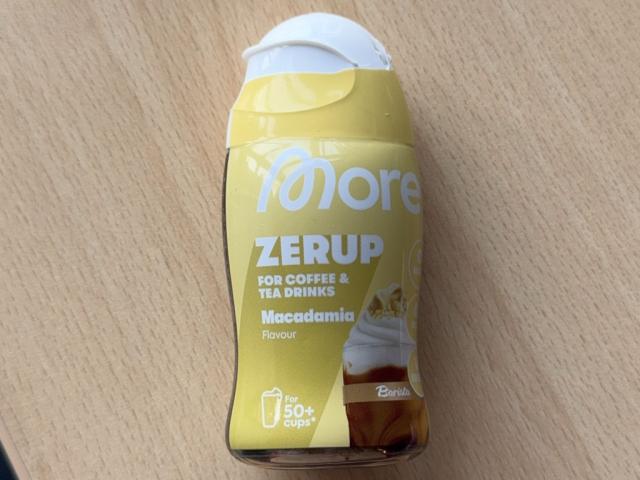 More
ZERUP
FOR COFFEE &
TEA DRINKS
Macadamia
Flavour
For
50+
cups*
Barista